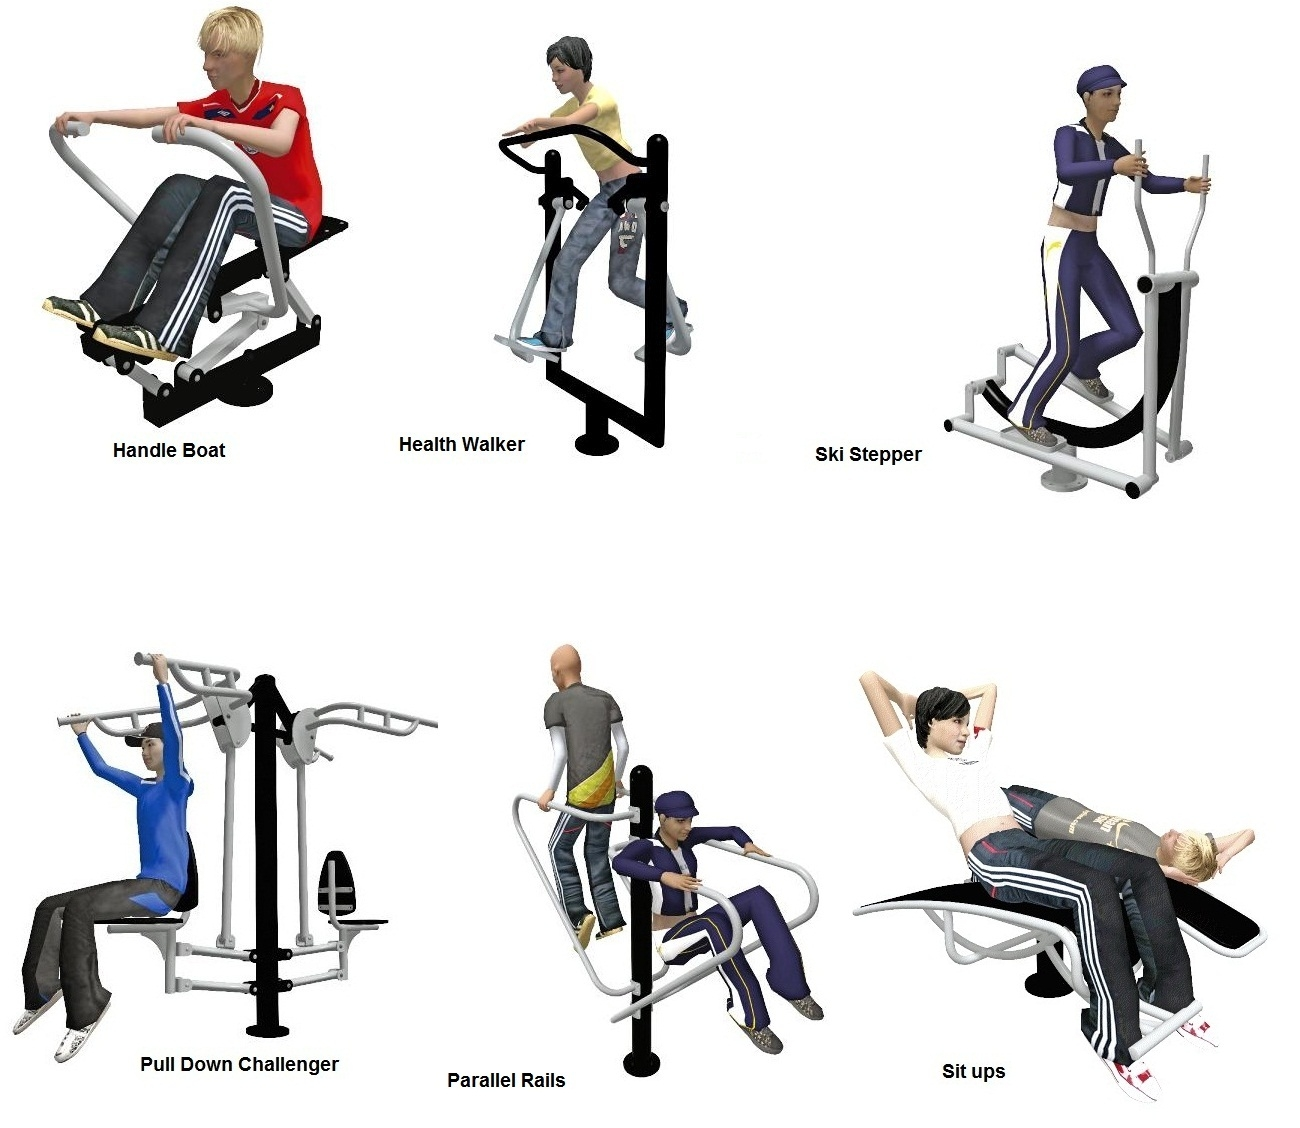 Handle Boat
Health Walker
Ski Stepper
Pull Down Challenger
Parallel Rails
Sit ups